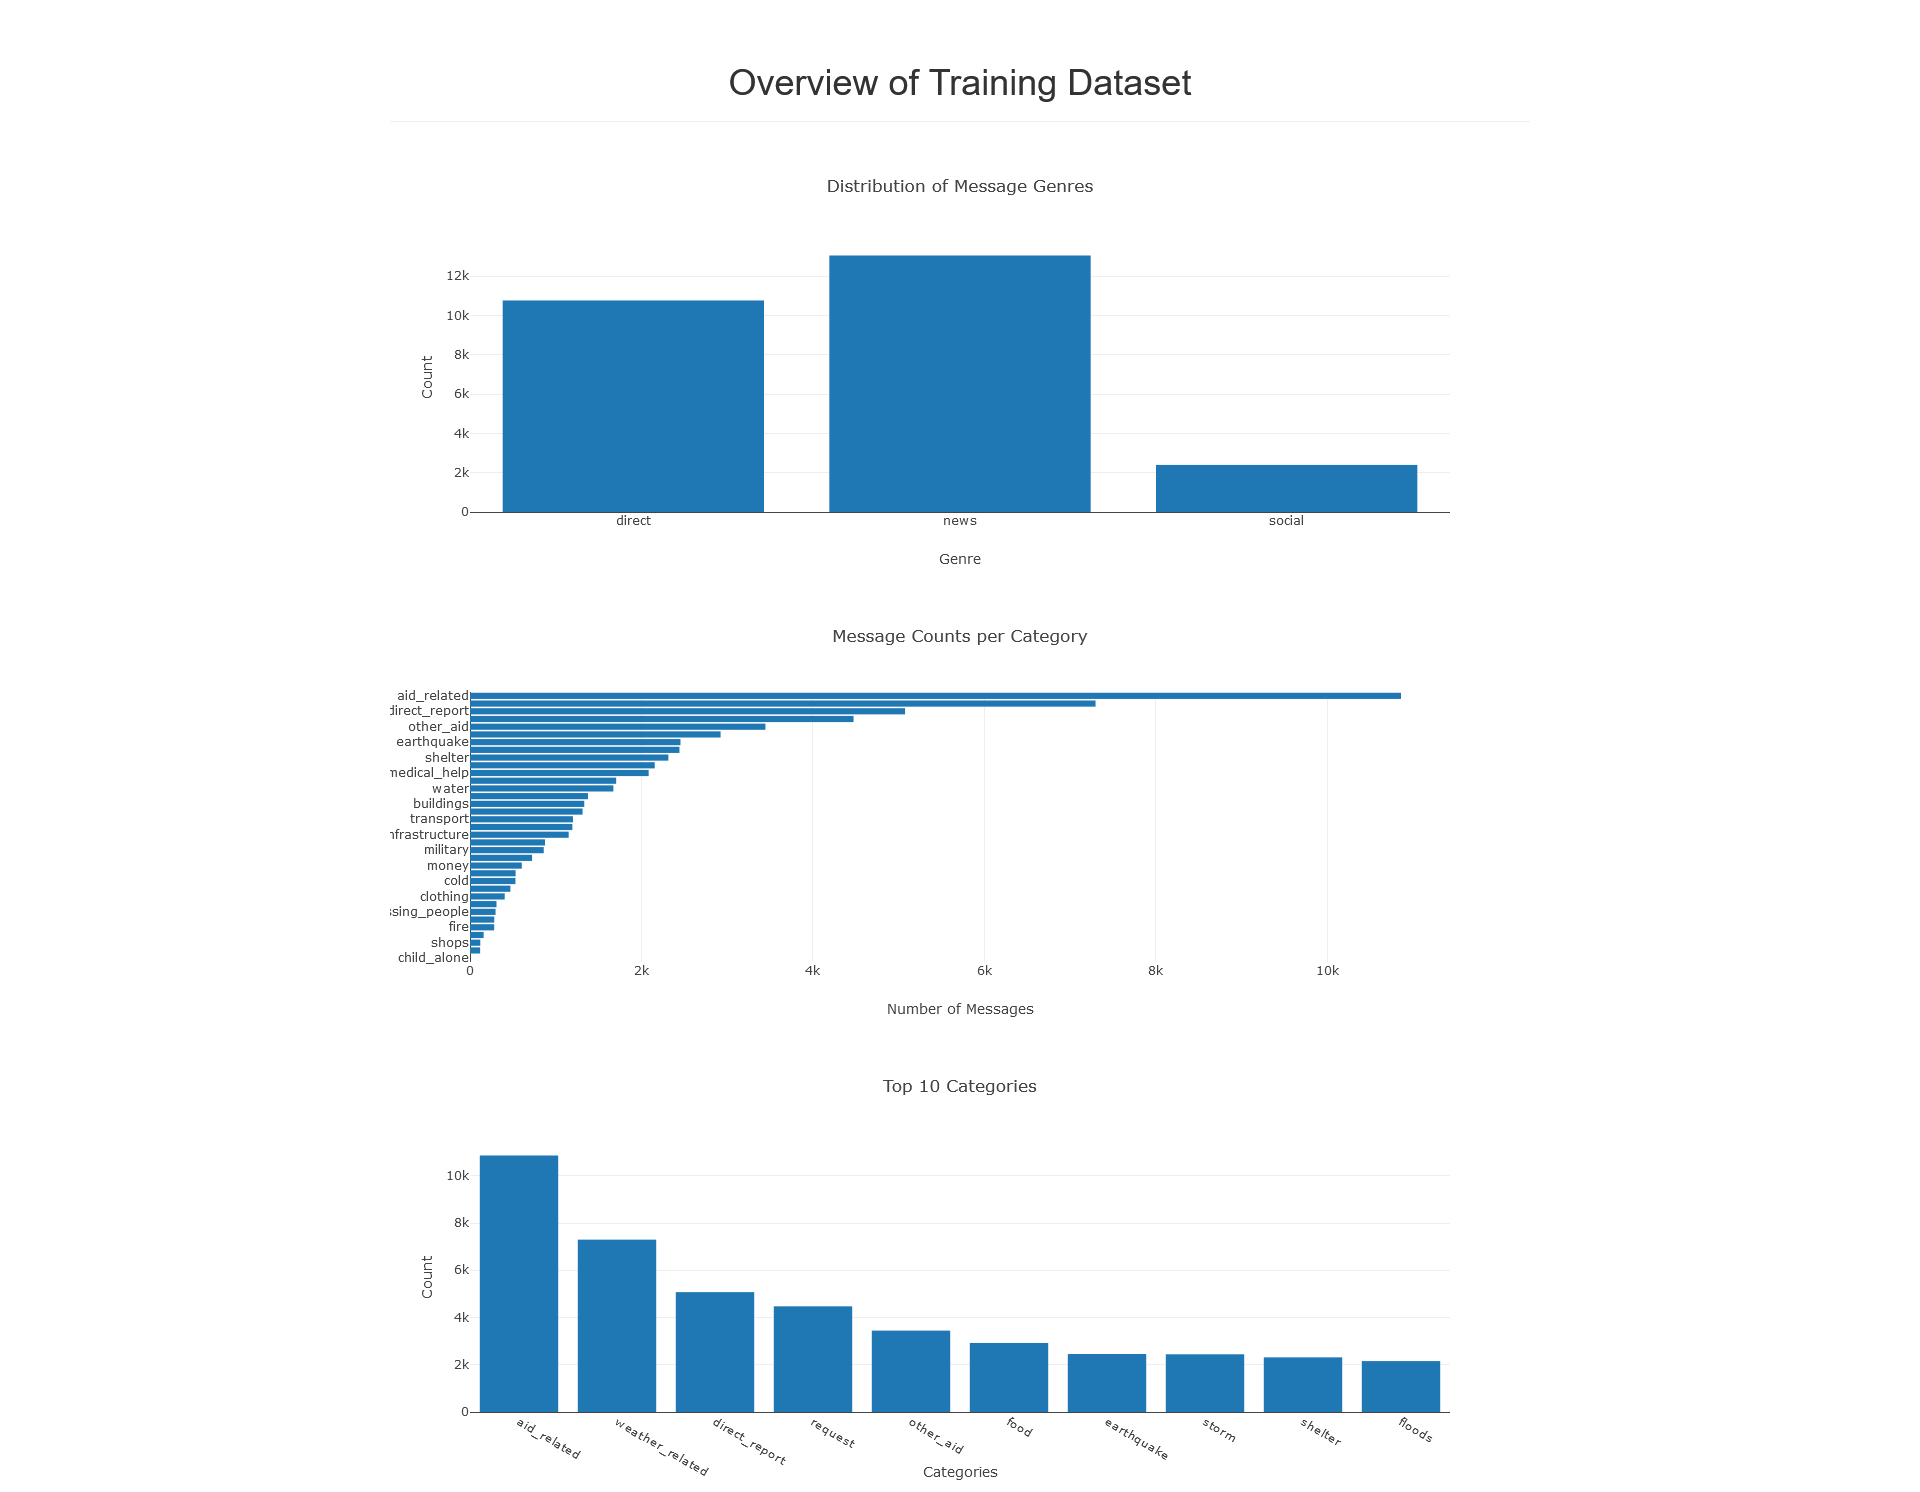 Overview of Training Dataset
Distribution of Message Genres
12k
10k
8k
6k
4k
2k
0
Count
direct news social
Genre
Message Counts per Category
aid_related
direct_report
other_aid
earthquake
shelter
medical_help
water
buildings
transport
nfrastructure
military
money
cold
clothing
ssing_people
fire
shops
child_alone
0 2k 4k 6k 8k 10k
Number of Messages
Top 10 Categories
10k
8k
6k
4k
2k
0
Count
aid_related weather_related direct_report request other_aid food earthquake storm shelter floods
Categories